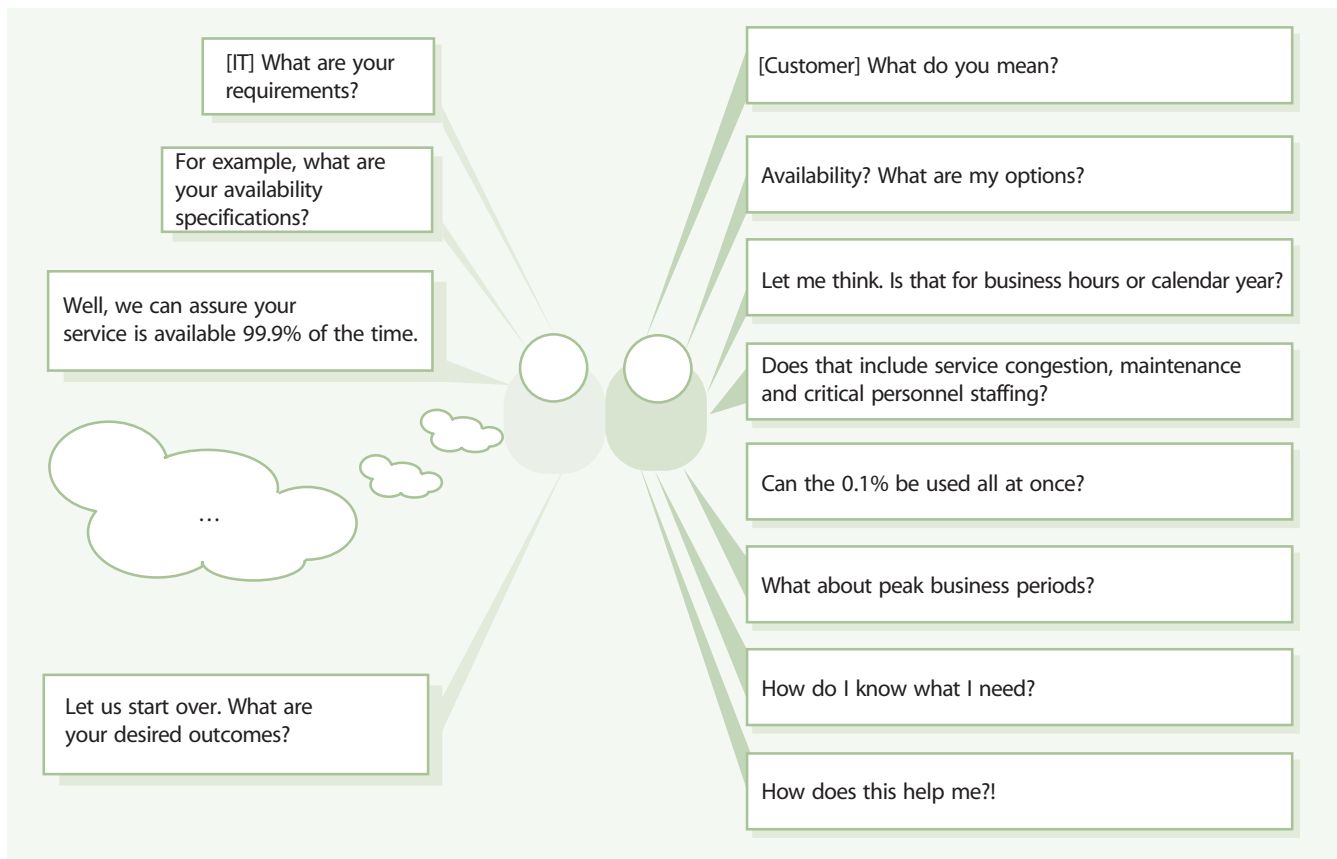 [IT] What are your
requirements?
[Customer] What do you mean?
For example, what are
your availability
specifications?
Availability? What are my options?
Well, we can assure your
service is available 99.9% of the time.
Let me think. Is that for business hours or calendar year?
Does that include service congestion, maintenance
and critical personnel staffing?
Can the 0.1% be used all at once?
What about peak business periods?
How do I know what I need?
How does this help me?!
...
Let us start over. What are
your desired outcomes?